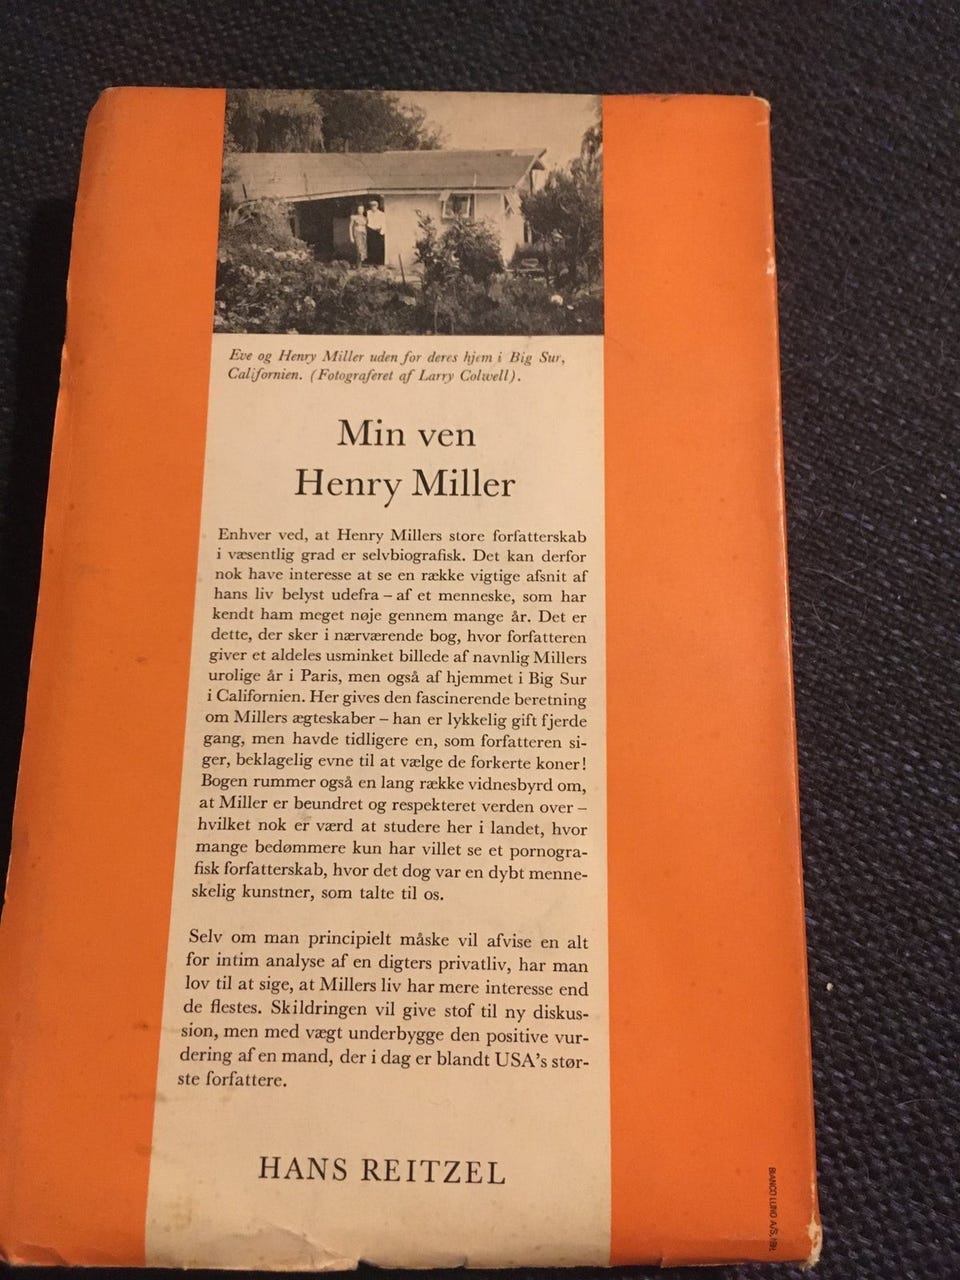 Eve og Henry Miller uden for deres hjem i Big Sur,
Californien. (Fotograferet af Larry Colwell).
Min ven
Henry Miller
Enhver ved, at Henry Millers store forfatterskab
i væsentlig grad er selvbiografisk. Det kan derfor
nok have interesse at se en række vigtige afsnit af
hans liv belyst udefra – af et menneske, som har
kendt ham meget nøje gennem mange år. Det er
dette, der sker i nærværende bog, hvor forfatteren
giver et aldeles usminket billede af navnlig Millers
urolige år i Paris, men også af hjemmet i Big Sur
i Californien. Her gives den fascinerende beretning
om Millers ægteskaber – han er lykkelig gift fjerde
gang, men havde tidligere en, som forfatteren si-
ger, beklagelig evne til at vælge de forkerte koner!
Bogen rummer også en lang række vidnesbyrd om,
at Miller er beundret og respekteret verden over –
hvilket nok er værd at studere her i landet, hvor
mange bedømmere kun har villet se et pornogra-
fisk forfatterskab, hvor det dog var en dybt menne-
skelig kunstner, som talte til os.
Selv om man principielt måske vil afvise en alt
for intim analyse af en digters privatliv, har man
lov til at sige, at Millers liv har mere interesse end
de flestes. Skildringen vil give stof til ny diskus-
sion, men med vægt underbygge den positive vur-
dering af en mand, der i dag er blandt USA's stør-
ste forfattere.
HANS REITZEL
BIANCO LUNO A/S,